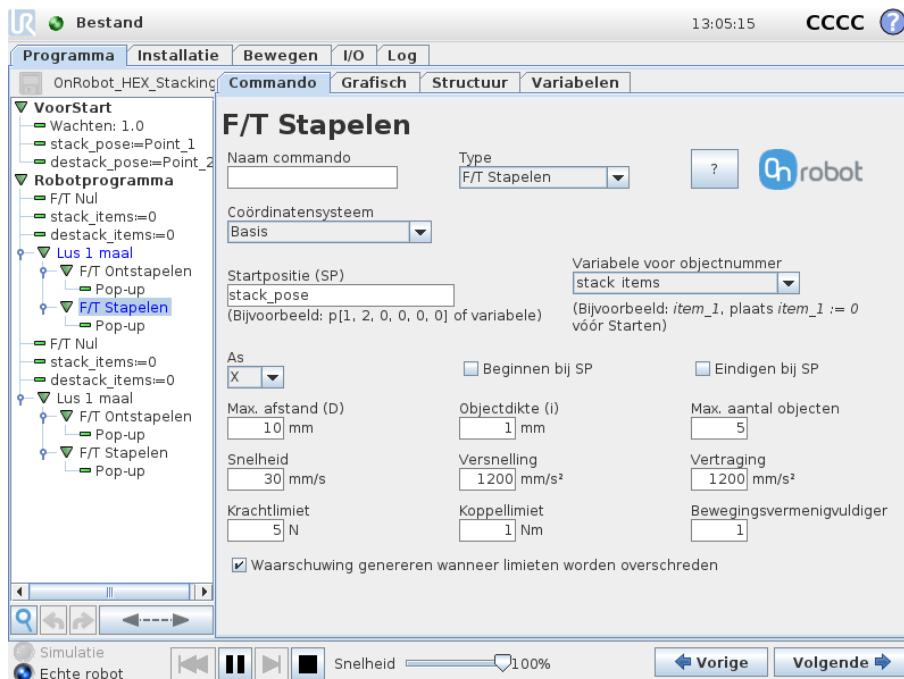 UR Bestand 13:05:15 CCCC ?
Programma Installatie Bewegen I/O Log
OnRobot_HEX_Stacking Commando Grafisch Structuur Variabelen
VoorStart
Wachten: 1.0
stack_pose:=Point_1
destack_pose:=Point_2
Robotprogramma
F/T Nul
stack_items:=0
destack_items:=0
Lus 1 maal
F/T Ontstapelen
Pop-up
F/T Stapelen
Pop-up
F/T Nul
stack_items:=0
destack_items:=0
Lus 1 maal
F/T Ontstapelen
Pop-up
F/T Stapelen
Pop-up
F/T Stapelen
Naam commando Type
F/T Stapelen ? On robot
Coördinatensysteem
Basis
Startpositie (SP) Variabele voor objectnummer
stack_pose stack items
(Bijvoorbeeld: p[1, 2, 0, 0, 0, 0] of variabele) (Bijvoorbeeld: item_1, plaats item_1 := 0
vóór Starten)
As
X Beginnen bij SP Eindigen bij SP
Max. afstand (D) Objectdikte (i) Max. aantal objecten
10 mm 1 mm 5
Snelheid Versnelling Vertraging
30 mm/s 1200 mm/s² 1200 mm/s²
Krachtlimiet Koppellimiet Bewegingsvermenigvuldiger
5 N 1 Nm 1
Waarschuwing genereren wanneer limieten worden overschreden
Simulatie
Echte robot
Snelheid 100% Vorige Volgende